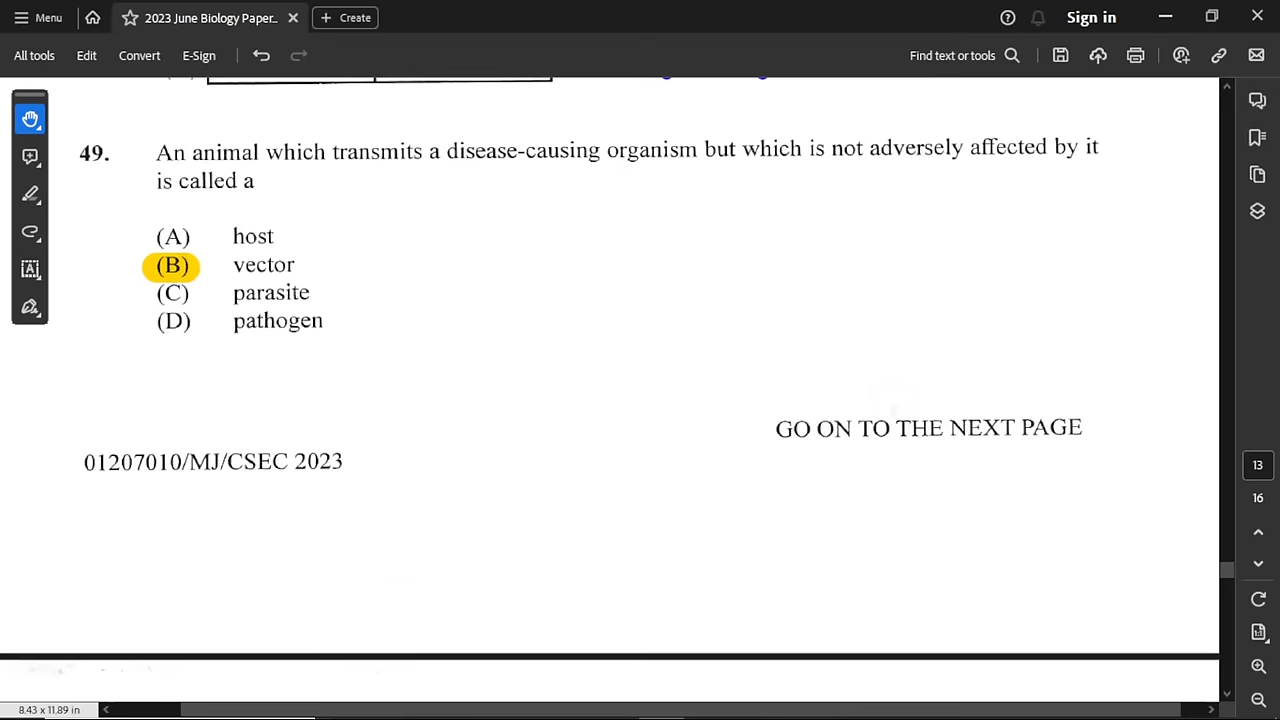 Menu
2023 June Biology Paper...
Create
Sign in
All tools
Edit
Convert
E-Sign
Find text or tools
49. An animal which transmits a disease-causing organism but which is not adversely affected by it
is called a
(A) host
(B) vector
(C) parasite
(D) pathogen
GO ON TO THE NEXT PAGE
01207010/MJ/CSEC 2023
13
16
1:1
8.43 x 11.89 in